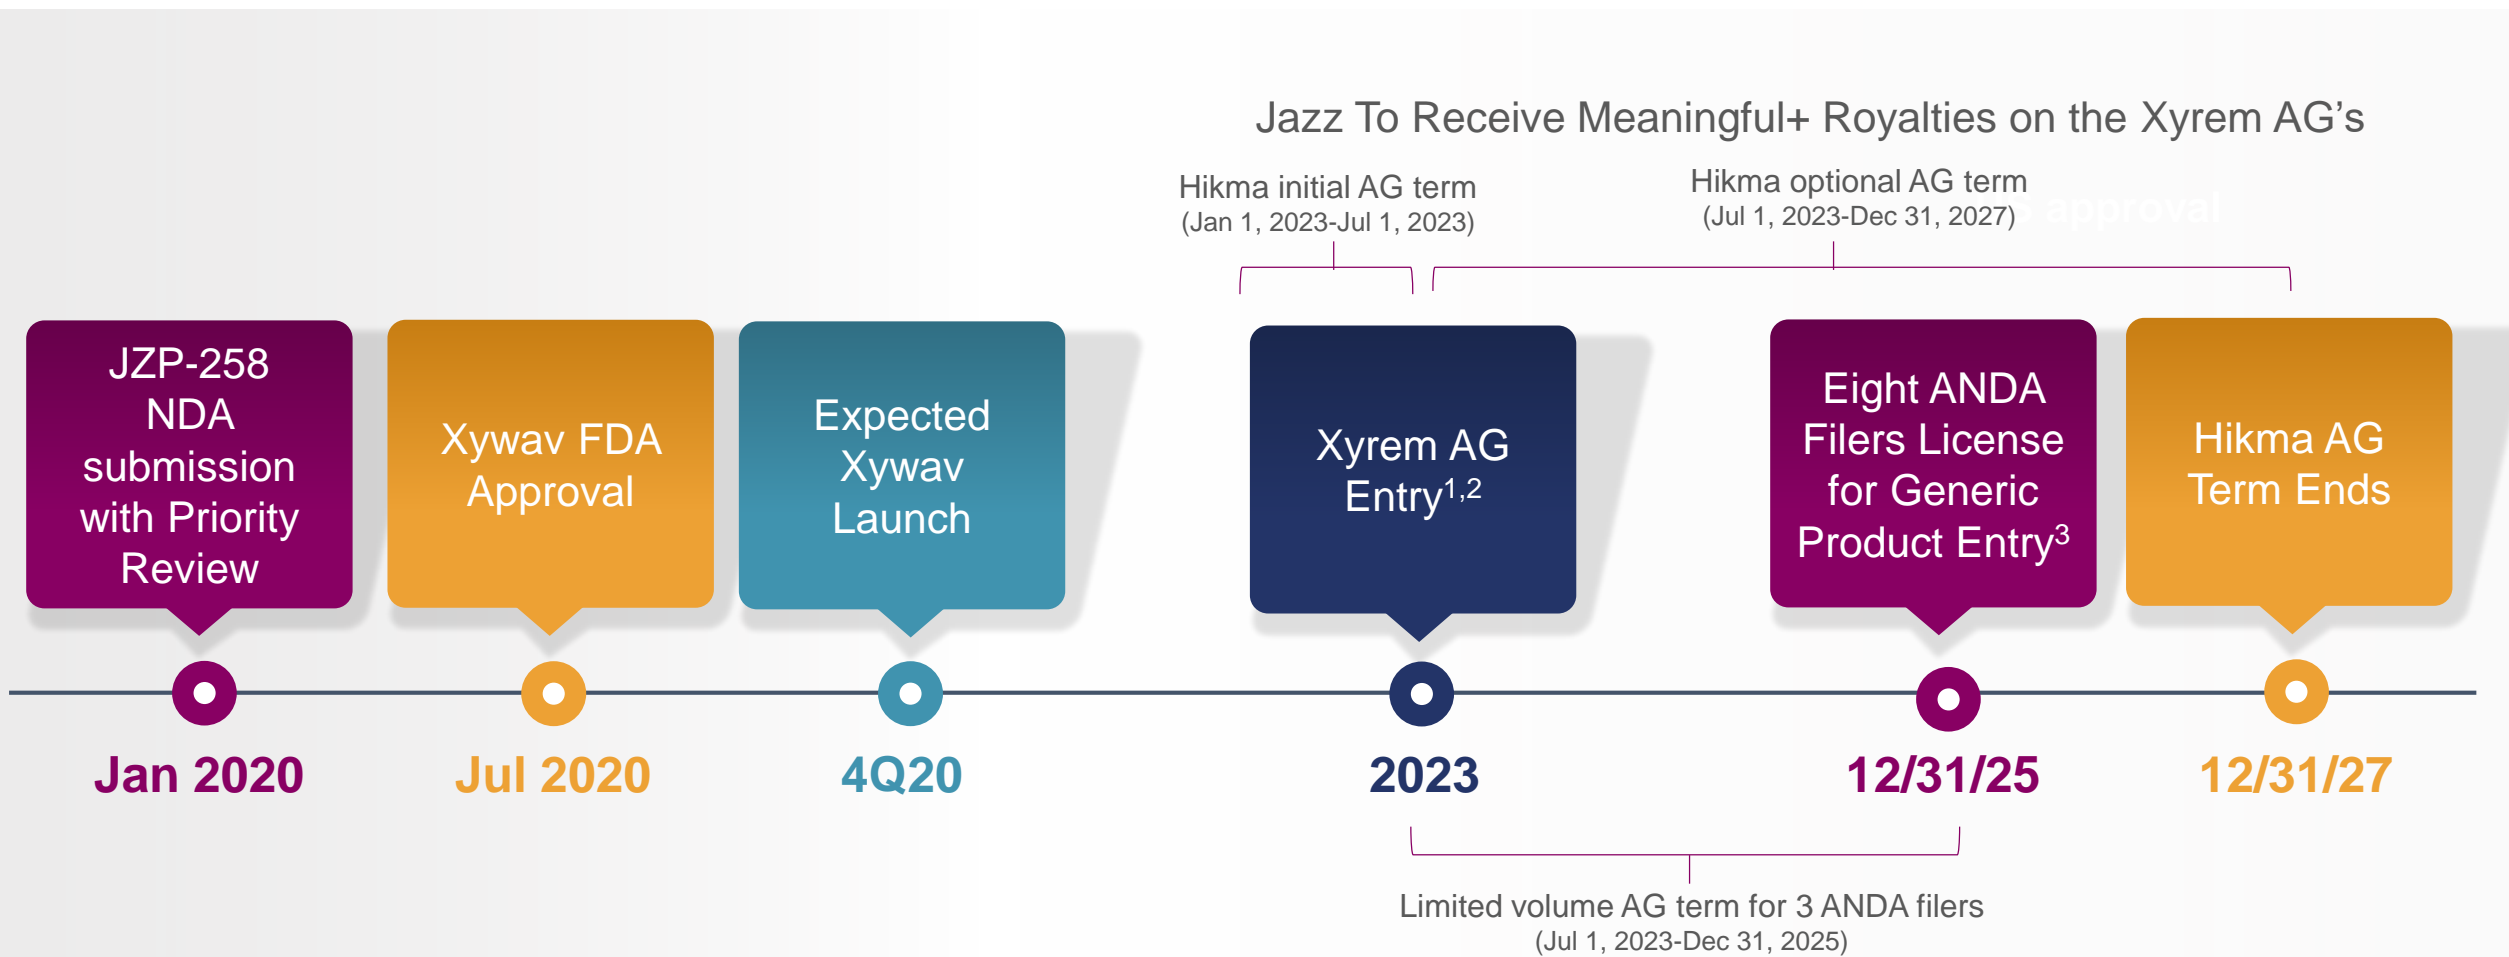 Jazz To Receive Meaningful+ Royalties on the Xyrem AG's
Hikma initial AG term
(Jan 1, 2023-Jul 1, 2023)
Hikma optional AG term
(Jul 1, 2023-Dec 31, 2027)
approval
JZP-258
NDA
submission
with Priority
Review
Xywav FDA
Approval
Expected
Xywav
Launch
Xyrem AG
Entry1,2
Eight ANDA
Filers License
for Generic
Product Entry3
Hikma AG
Term Ends
Jan 2020
Jul 2020
4Q20
2023
12/31/25
12/31/27
Limited volume AG term for 3 ANDA filers
(Jul 1, 2023-Dec 31, 2025)